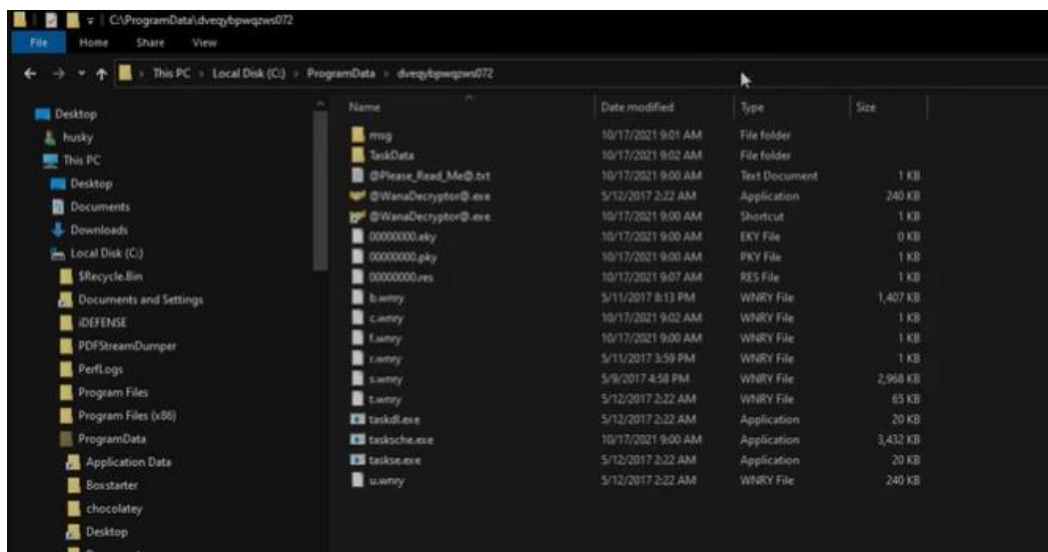 C:\ProgramData\dveqybpwqzws072
File Home Share View
This PC > Local Disk (C:) > ProgramData > dveqybpwqzws072
Desktop
husky
This PC
Desktop
Documents
Downloads
Local Disk (C:)
$Recycle.Bin
Documents and Settings
iDEFENSE
PDFStreamDumper
PerfLogs
Program Files
Program Files (x86)
ProgramData
Application Data
Boxstarter
chocolatey
Desktop
Name Date modified Type Size
msg 10/17/2021 9:01 AM File folder
TaskData 10/17/2021 9:02 AM File folder
@Please_Read_Me@.txt 10/17/2021 9:00 AM Text Document 1 KB
@WanaDecryptor@.exe 5/12/2017 2:22 AM Application 240 KB
@WanaDecryptor@.exe 10/17/2021 9:00 AM Shortcut 1 KB
00000000.eky 10/17/2021 9:00 AM EKY File 0 KB
00000000.pky 10/17/2021 9:00 AM PKY File 1 KB
00000000.res 10/17/2021 9:07 AM RES File 1 KB
b.wnry 5/11/2017 8:13 PM WNRY File 1,407 KB
c.wnry 10/17/2021 9:02 AM WNRY File 1 KB
f.wnry 10/17/2021 9:00 AM WNRY File 1 KB
r.wnry 5/11/2017 3:59 PM WNRY File 1 KB
s.wnry 5/9/2017 4:58 PM WNRY File 2,968 KB
t.wnry 5/12/2017 2:22 AM WNRY File 65 KB
taskdl.exe 5/12/2017 2:22 AM Application 20 KB
tasksche.exe 10/17/2021 9:00 AM Application 3,432 KB
taskse.exe 5/12/2017 2:22 AM Application 20 KB
u.wnry 5/12/2017 2:22 AM WNRY File 240 KB